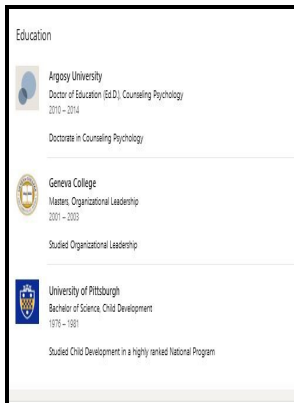 Education
Argosy University
Doctor of Education (Ed.D.), Counseling Psychology
2010 – 2014
Doctorate in Counseling Psychology
Geneva College
Masters, Organizational Leadership
2001 – 2003
Studied Organizational Leadership
University of Pittsburgh
Bachelor of Science, Child Development
1976 – 1981
Studied Child Development in a highly ranked National Program